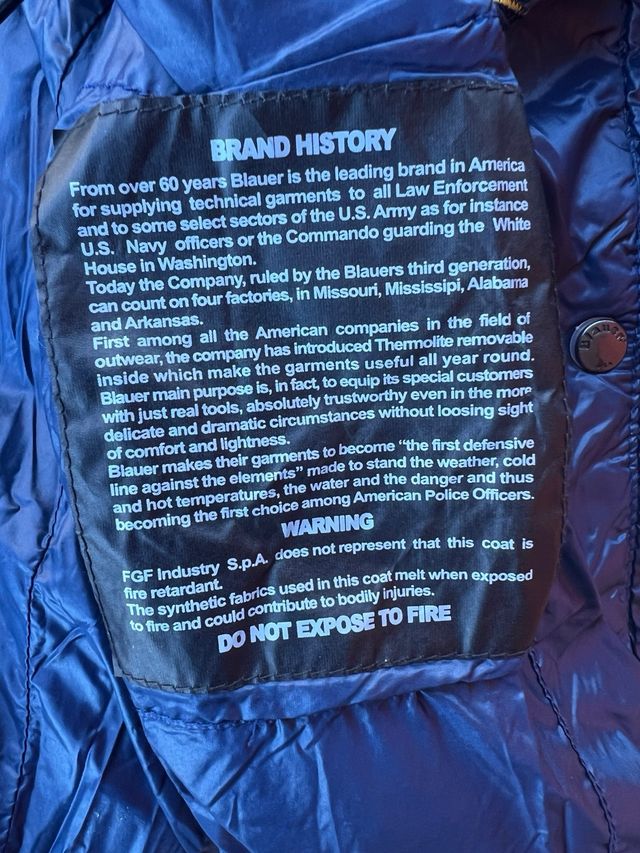 BRAND HISTORY
From over 60 years Blauer is the leading brand in America
for supplying technical garments to all Law Enforcement
and to some select sectors of the U.S. Army as for instance
U.S. Navy officers or the Commando guarding the White
House in Washington.
Today the Company, ruled by the Blauers third generation,
can count on four factories, in Missouri, Mississipi, Alabama
and Arkansas.
First among all the American companies in the field of
outwear, the company has introduced Thermolite removable
inside which make the garments useful all year round.
Blauer main purpose is, in fact, to equip its special customers
with just real tools, absolutely trustworthy even in the more
delicate and dramatic circumstances without loosing sight
of comfort and lightness.
Blauer makes their garments to become “the first defensive
line against the elements” made to stand the weather, cold
and hot temperatures, the water and the danger and thus
becoming the first choice among American Police Officers.
WARNING
FGF Industry S.p.A. does not represent that this coat is
fire retardant.
The synthetic fabrics used in this coat melt when exposed
to fire and could contribute to bodily injuries.
DO NOT EXPOSE TO FIRE
Blauer